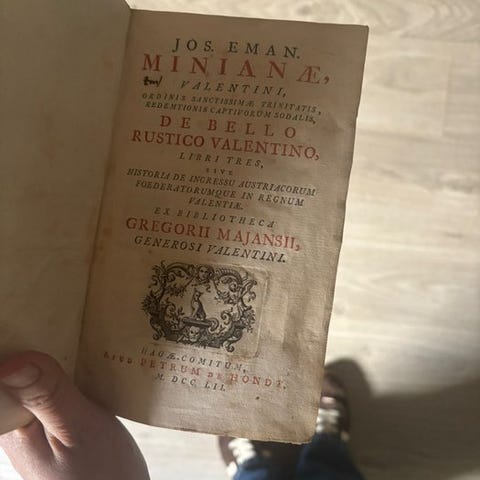 JOS. EMAN.
MINIANÆ,
VALENTINI,
ORDINIS SANCTISSIMÆ TRINITATIS,
REDEMTIONIS CAPTIVORUM SODALIS,
DE BELLO
RUSTICO VALENTINO,
LIBRI TRES,
SIVE
HISTORIA DE INGRESSU AUSTRIACORUM
FOEDERATORUMQUE IN REGNUM
VALENTIÆ.
EX BIBLIOTHECA
GREGORII MAJANSII,
GENEROSI VALENTINI.
HAGÆ-COMITUM,
APUD PETRUM DE HONDT.
M. DCC. LII.